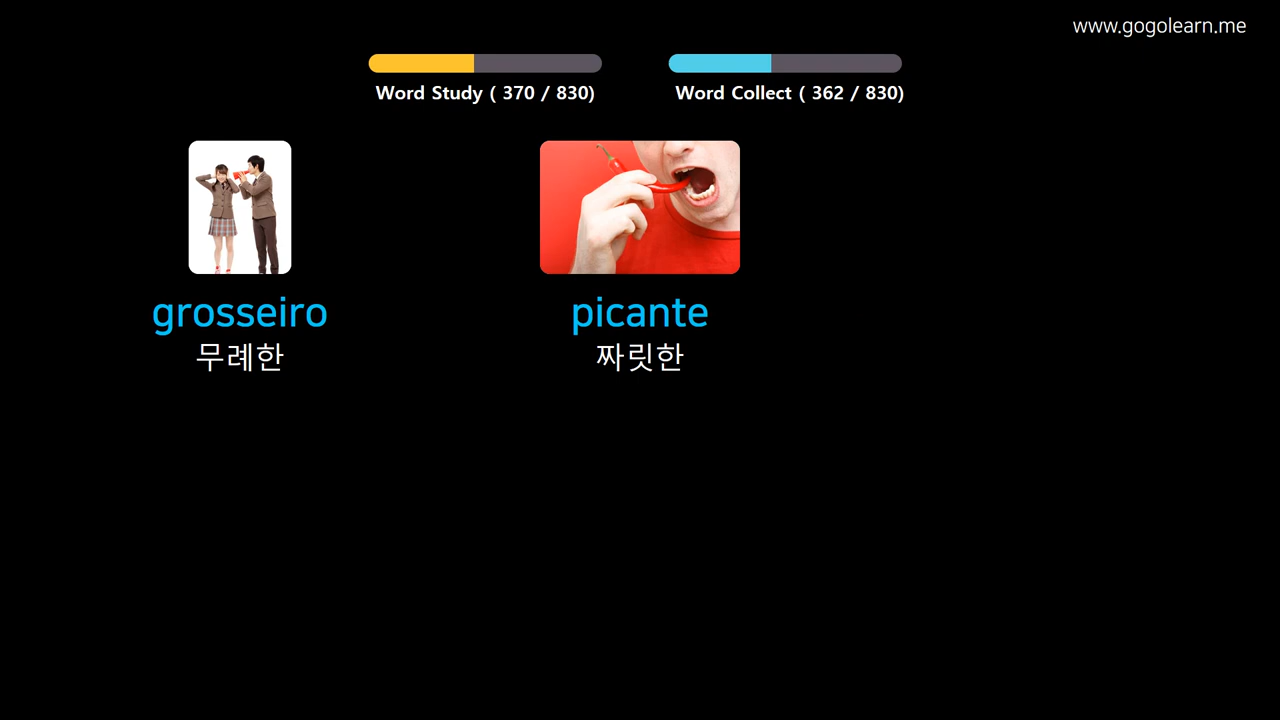 www.gogolearn.me
Word Study ( 370 / 830)
Word Collect ( 362 / 830)
grosseiro
무례한
picante
짜릿한